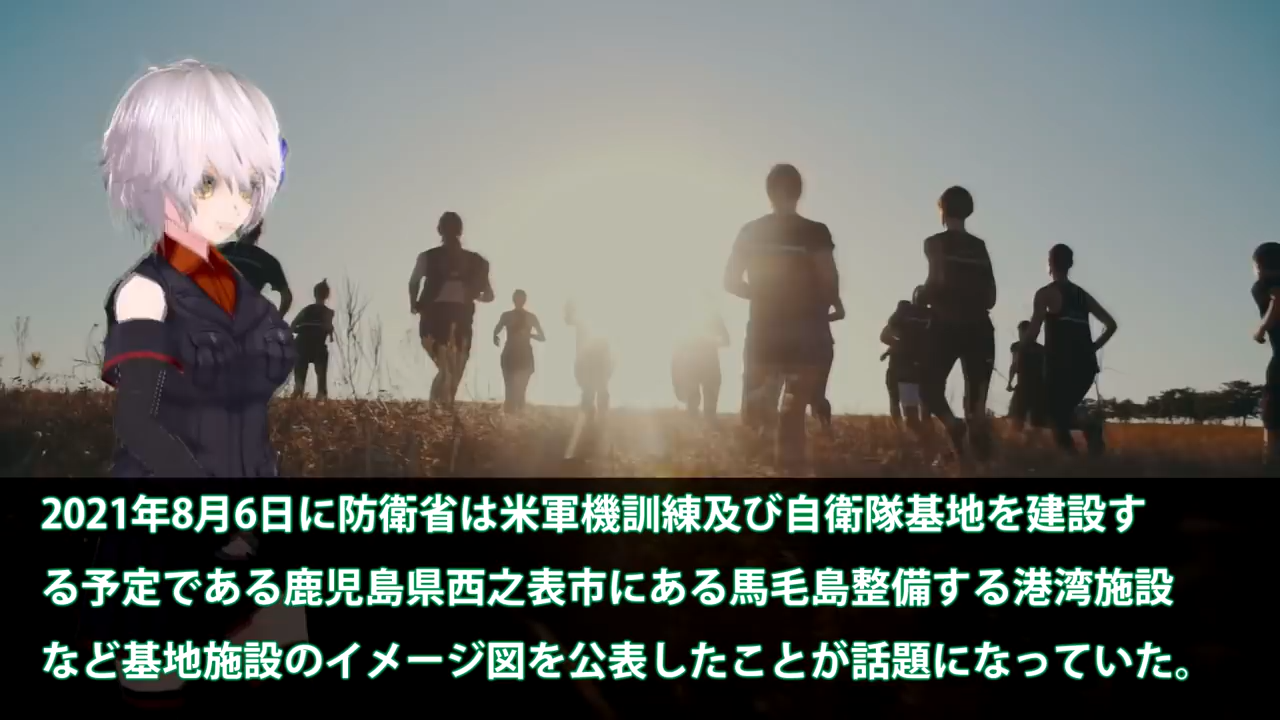 2021年8月6日に防衛省は米軍機訓練及び自衛隊基地を建設す
る予定である鹿児島県西之表市にある馬毛島整備する港湾施設
など基地施設のイメージ図を公表したことが話題になっていた。